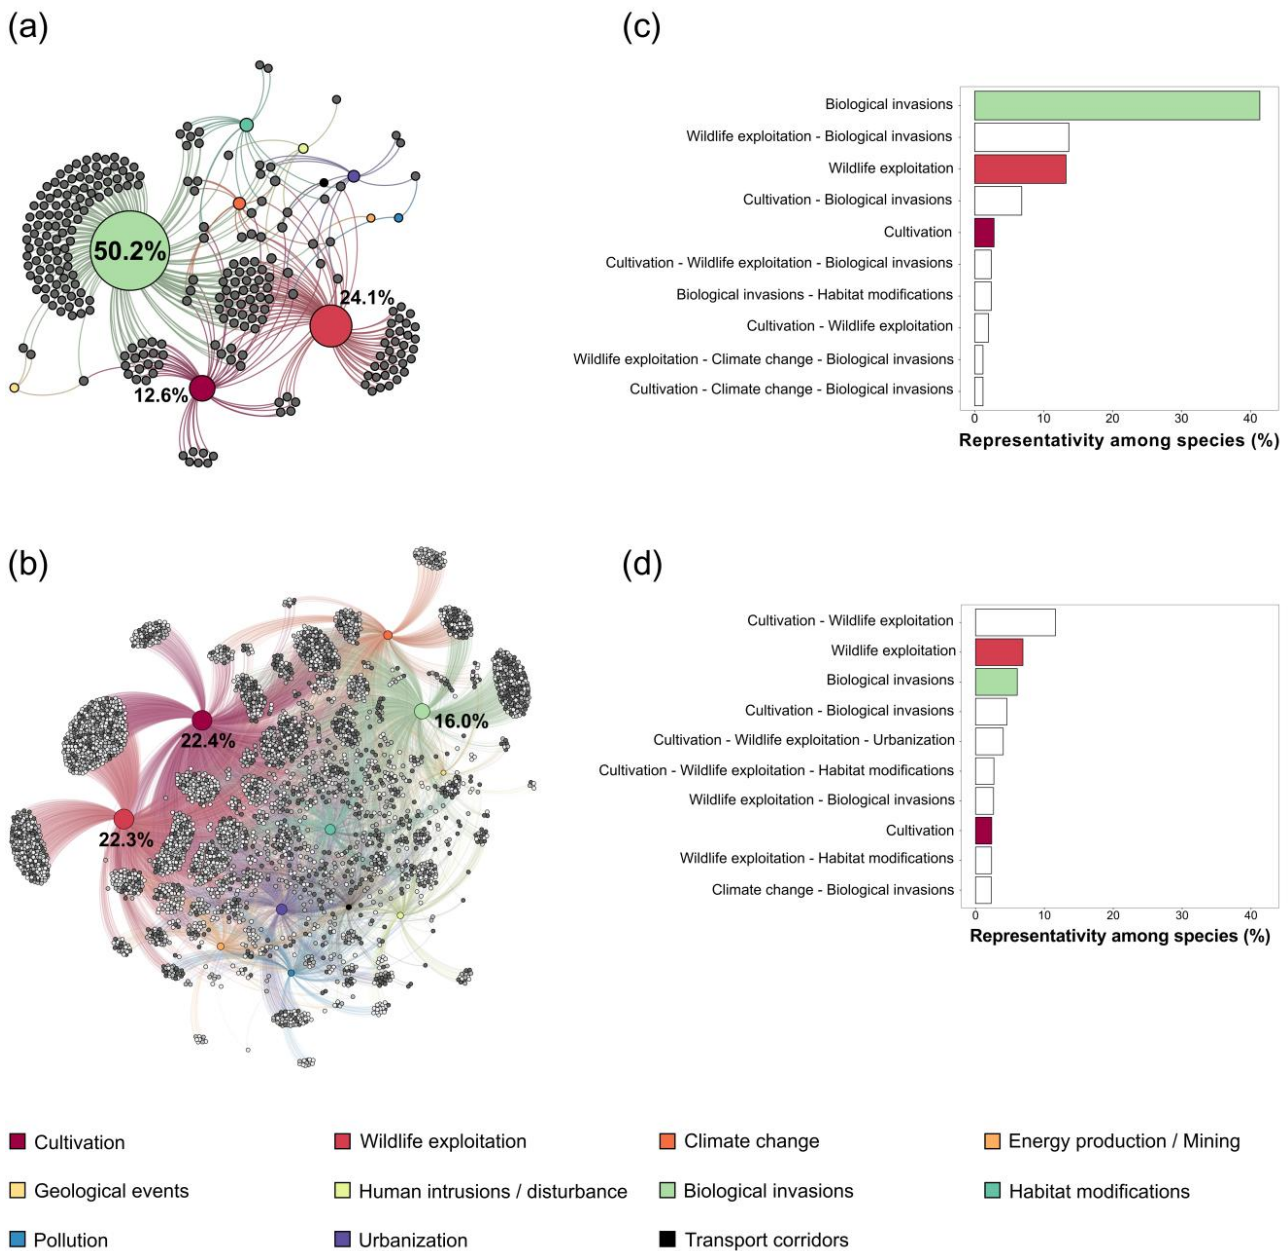 (a)
50.2%
24.1%
12.6%
(c)
Biological invasions
Wildlife exploitation - Biological invasions
Wildlife exploitation
Cultivation - Biological invasions
Cultivation
Cultivation - Wildlife exploitation - Biological invasions
Biological invasions - Habitat modifications
Cultivation - Wildlife exploitation
Wildlife exploitation - Climate change - Biological invasions
Cultivation - Climate change - Biological invasions
0 10 20 30 40
Representativity among species (%)
(b)
16.0%
22.4%
22.3%
(d)
Cultivation - Wildlife exploitation
Wildlife exploitation
Biological invasions
Cultivation - Biological invasions
Cultivation - Wildlife exploitation - Urbanization
Cultivation - Wildlife exploitation - Habitat modifications
Wildlife exploitation - Biological invasions
Cultivation
Wildlife exploitation - Habitat modifications
Climate change - Biological invasions
0 10 20 30 40
Representativity among species (%)
Cultivation Wildlife exploitation Climate change Energy production / Mining
Geological events Human intrusions / disturbance Biological invasions Habitat modifications
Pollution Urbanization Transport corridors